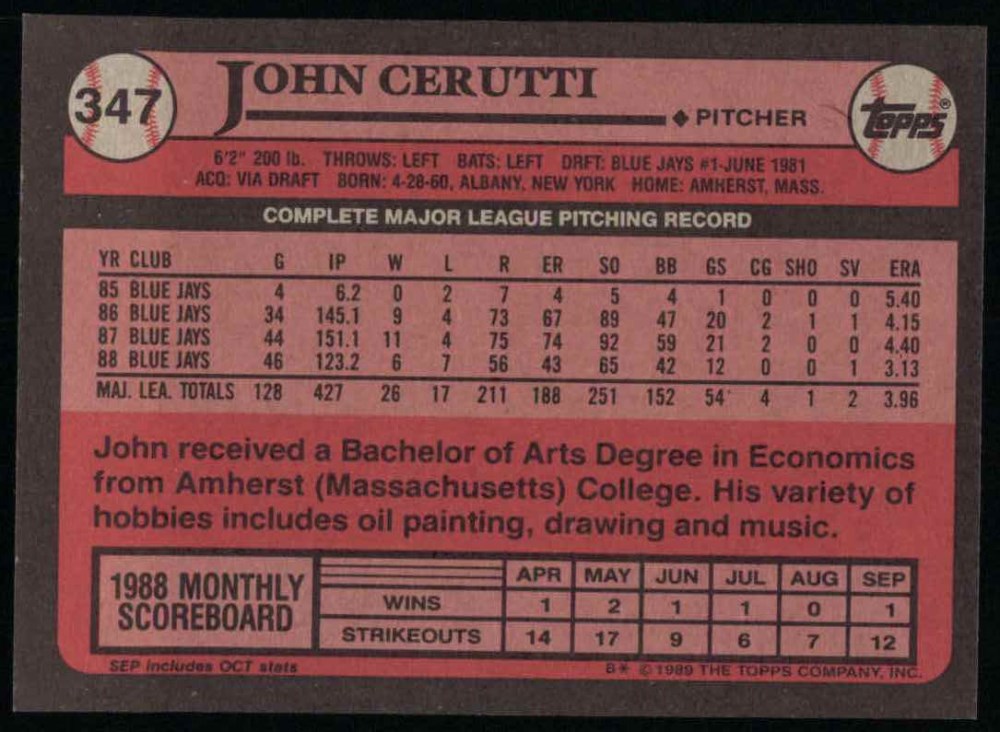 347
JOHN CERUTTI
◆ PITCHER
Topps®
6'2" 200 lb. THROWS: LEFT BATS: LEFT DRFT: BLUE JAYS #1-JUNE 1981
ACQ: VIA DRAFT BORN: 4-28-60, ALBANY, NEW YORK HOME: AMHERST, MASS.
COMPLETE MAJOR LEAGUE PITCHING RECORD
YR CLUB G IP W L R ER SO BB GS CG SHO SV ERA
85 BLUE JAYS 4 6.2 0 2 7 4 5 4 1 0 0 0 5.40
86 BLUE JAYS 34 145.1 9 4 73 67 89 47 20 2 1 1 4.15
87 BLUE JAYS 44 151.1 11 4 75 74 92 59 21 2 0 0 4.40
88 BLUE JAYS 46 123.2 6 7 56 43 65 42 12 0 0 1 3.13
MAJ. LEA. TOTALS 128 427 26 17 211 188 251 152 54 4 1 2 3.96
John received a Bachelor of Arts Degree in Economics
from Amherst (Massachusetts) College. His variety of
hobbies includes oil painting, drawing and music.
1988 MONTHLY
SCOREBOARD
APR MAY JUN JUL AUG SEP
WINS 1 2 1 1 0 1
STRIKEOUTS 14 17 9 6 7 12
SEP includes OCT stats
B* © 1989 THE TOPPS COMPANY, INC.